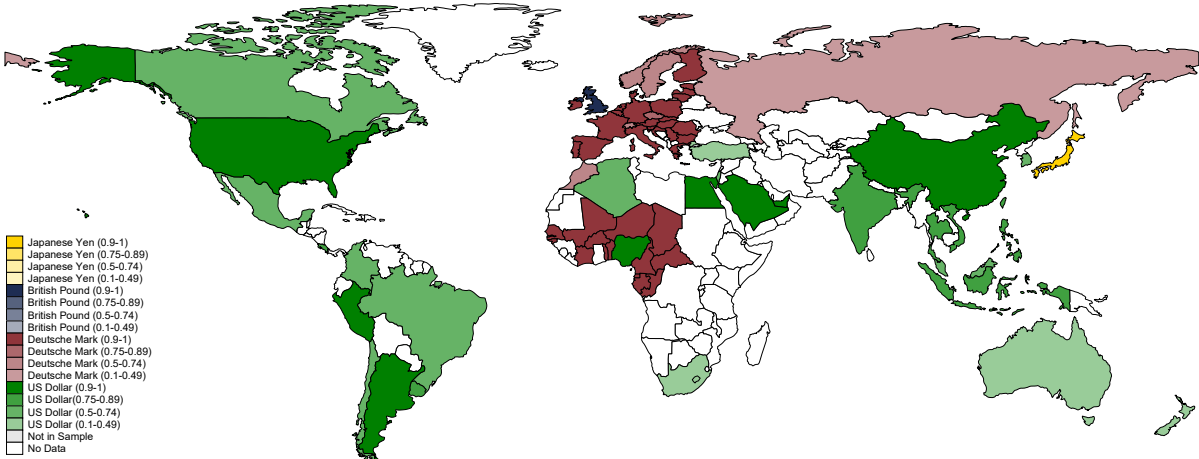 Japanese Yen (0.9-1)
Japanese Yen (0.75-0.89)
Japanese Yen (0.5-0.74)
Japanese Yen (0.1-0.49)
British Pound (0.9-1)
British Pound (0.75-0.89)
British Pound (0.5-0.74)
British Pound (0.1-0.49)
Deutsche Mark (0.9-1)
Deutsche Mark (0.75-0.89)
Deutsche Mark (0.5-0.74)
Deutsche Mark (0.1-0.49)
US Dollar (0.9-1)
US Dollar(0.75-0.89)
US Dollar (0.5-0.74)
US Dollar (0.1-0.49)
Not in Sample
No Data